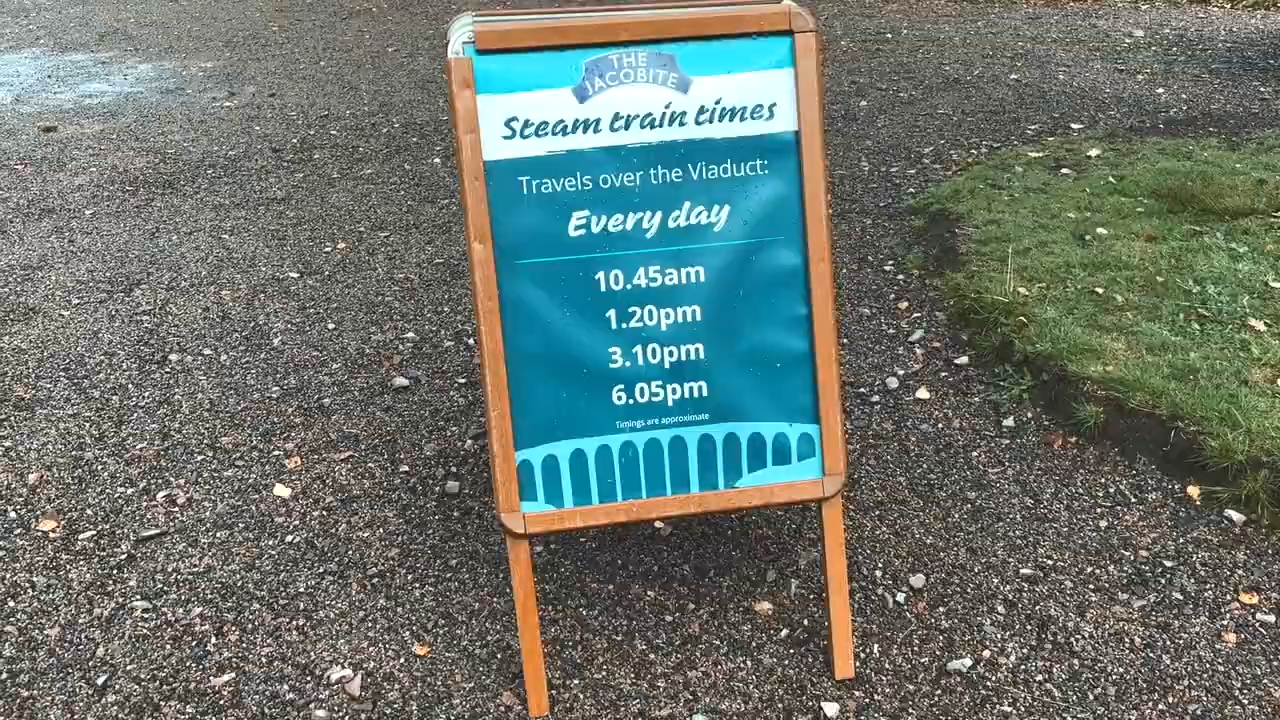 THE
JACOBITE
Steam train times
Travels over the Viaduct:
Every day
10.45am
1.20pm
3.10pm
6.05pm
Timings are approximate